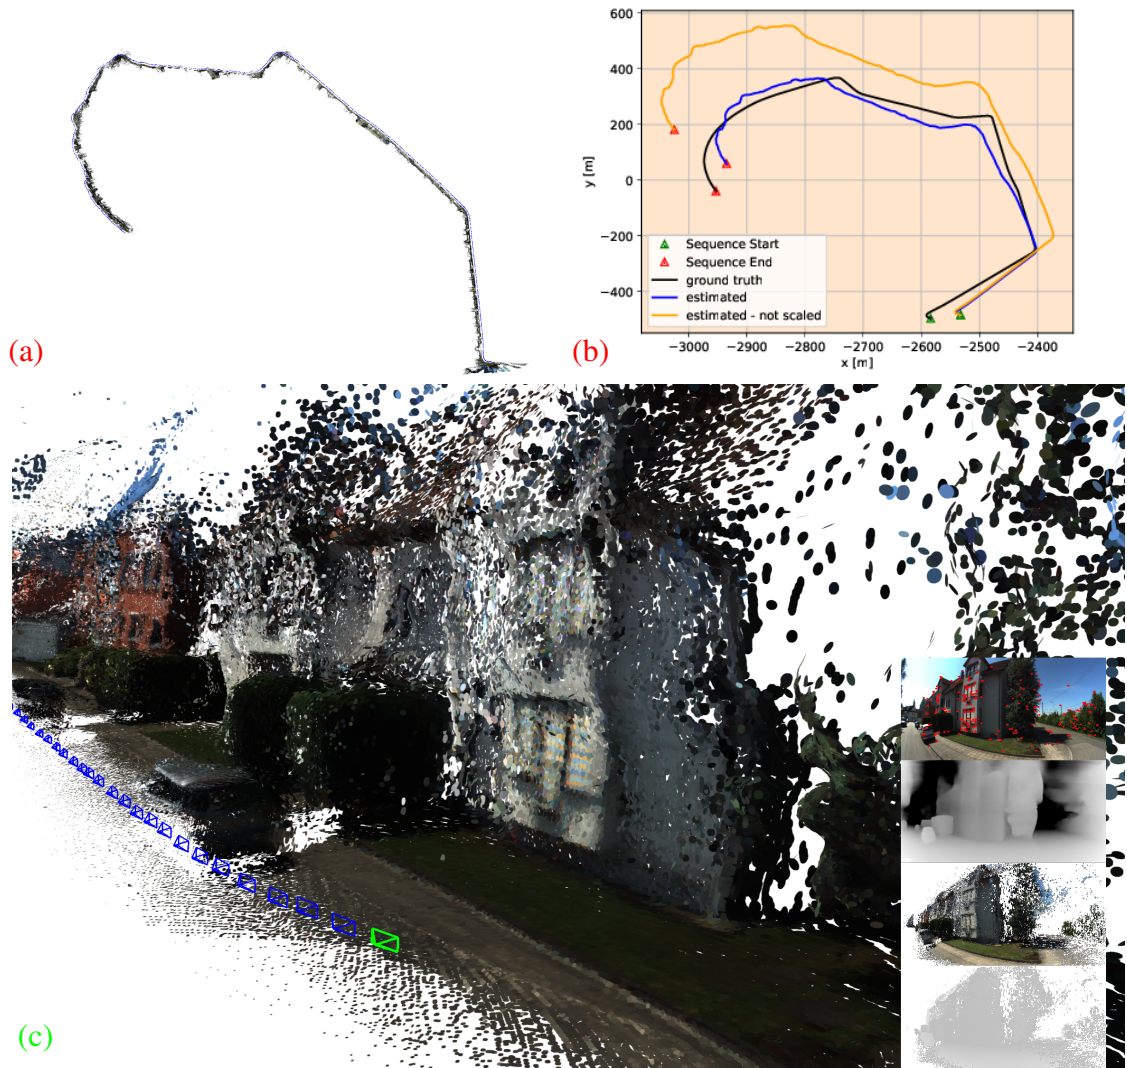 (a)
600
400
200
0
−200
−400
y [m]
Sequence Start
Sequence End
ground truth
estimated
estimated - not scaled
−3000 −2900 −2800 −2700 −2600 −2500 −2400
x [m]
(b)
(c)